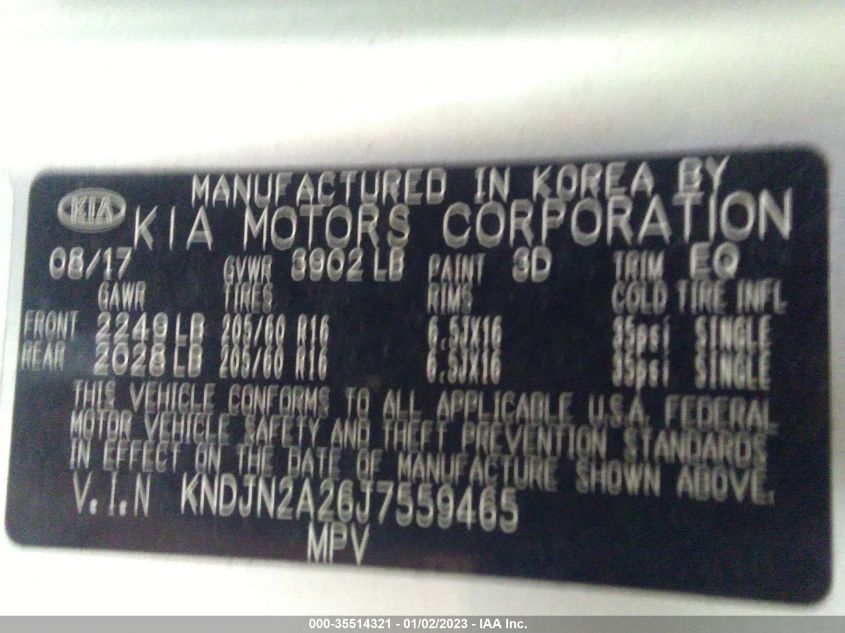 MANUFACTURED IN KOREA BY
KIA KIA MOTORS CORPORATION
08/17 GVWR 3902 LB PAINT 3D TRIM EQ
GAWR TIRES RIMS COLD TIRE INFL
FRONT 2249 LB 205/60 R16 6.5JX16 35psi SINGLE
REAR 2028 LB 205/60 R16 6.5JX16 35psi SINGLE
THIS VEHICLE CONFORMS TO ALL APPLICABLE U.S.A. FEDERAL
MOTOR VEHICLE SAFETY AND THEFT PREVENTION STANDARDS
IN EFFECT ON THE DATE OF MANUFACTURE SHOWN ABOVE.
V.I.N KNDJN2A26J7559465
MPV
000-35514321 - 01/02/2023 - IAA Inc.